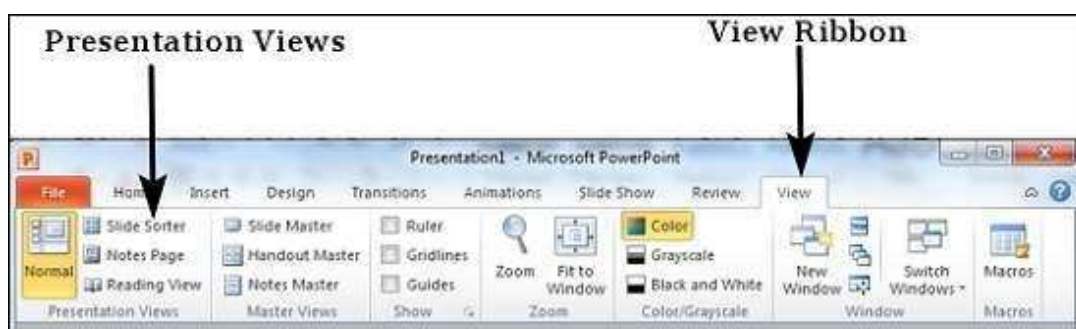 Presentation Views
View Ribbon
P
Presentation1 - Microsoft PowerPoint
File Home Insert Design Transitions Animations Slide Show Review View
Slide Sorter Slide Master Ruler Color
Notes Page Handout Master Gridlines Grayscale
Normal Zoom Fit to Window New Window Switch Windows Macros
Reading View Notes Master Guides Black and White
Presentation Views Master Views Show Zoom Color/Grayscale Window Macros